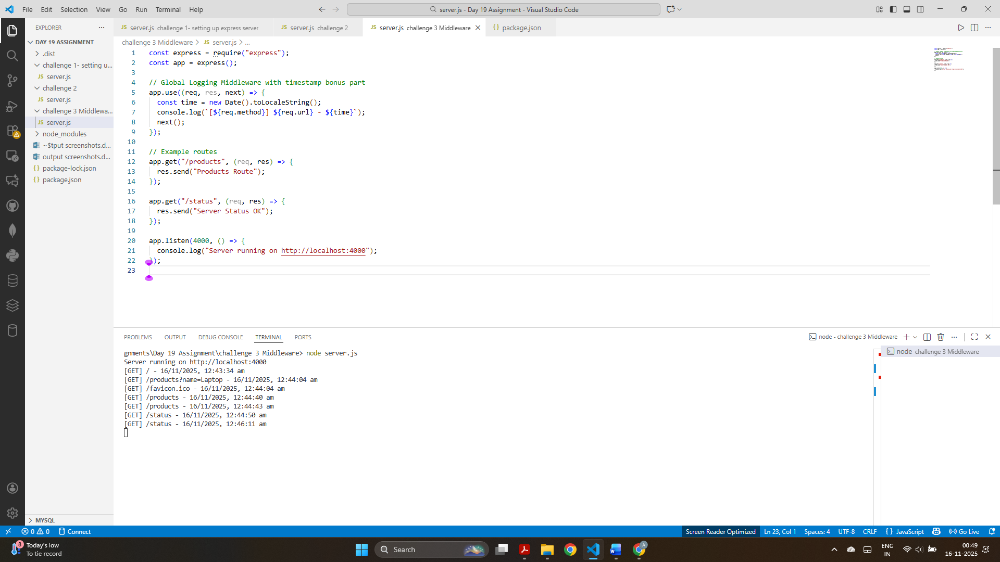 File Edit Selection View Go Run Terminal Help
server.js - Day 19 Assignment - Visual Studio Code
EXPLORER
DAY 19 ASSIGNMENT
.dist
challenge 1- setting u...
JS server.js
challenge 2
JS server.js
challenge 3 Middlewa...
JS server.js
node_modules
~$tput screenshots.d...
output screenshots.d...
{} package-lock.json
{} package.json
MYSQL
JS server.js challenge 1- setting up express server
JS server.js challenge 2
JS server.js challenge 3 Middleware
{} package.json
challenge 3 Middleware > JS server.js > ...
1 const express = require("express");
2 const app = express();
3
4 // Global Logging Middleware with timestamp bonus part
5 app.use((req, res, next) => {
6 const time = new Date().toLocaleString();
7 console.log(`[${req.method}] ${req.url} - ${time}`);
8 next();
9 });
10
11 // Example routes
12 app.get("/products", (req, res) => {
13 res.send("Products Route");
14 });
15
16 app.get("/status", (req, res) => {
17 res.send("Server Status OK");
18 });
19
20 app.listen(4000, () => {
21 console.log("Server running on http://localhost:4000");
22 });
23
PROBLEMS OUTPUT DEBUG CONSOLE TERMINAL PORTS
node - challenge 3 Middleware
node challenge 3 Middleware
gnments\Day 19 Assignment\challenge 3 Middleware> node server.js
Server running on http://localhost:4000
[GET] / - 16/11/2025, 12:43:34 am
[GET] /products?name=Laptop - 16/11/2025, 12:44:04 am
[GET] /favicon.ico - 16/11/2025, 12:44:04 am
[GET] /products - 16/11/2025, 12:44:40 am
[GET] /products - 16/11/2025, 12:44:43 am
[GET] /status - 16/11/2025, 12:44:50 am
[GET] /status - 16/11/2025, 12:46:11 am
0 0 Connect
Screen Reader Optimized Ln 23, Col 1 Spaces: 4 UTF-8 CRLF {} JavaScript Go Live
8
Today's low
To tie record
Search
A
ENG
IN
00:49
16-11-2025